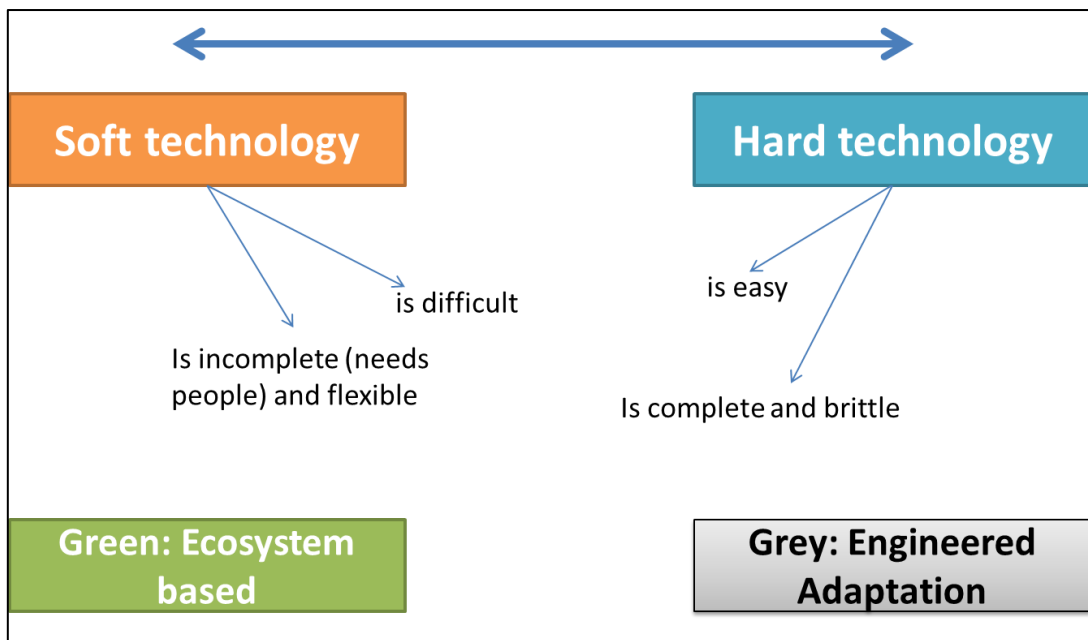 Soft technology
Hard technology
is difficult
is easy
Is incomplete (needs
people) and flexible
Is complete and brittle
Green: Ecosystem
based
Grey: Engineered
Adaptation